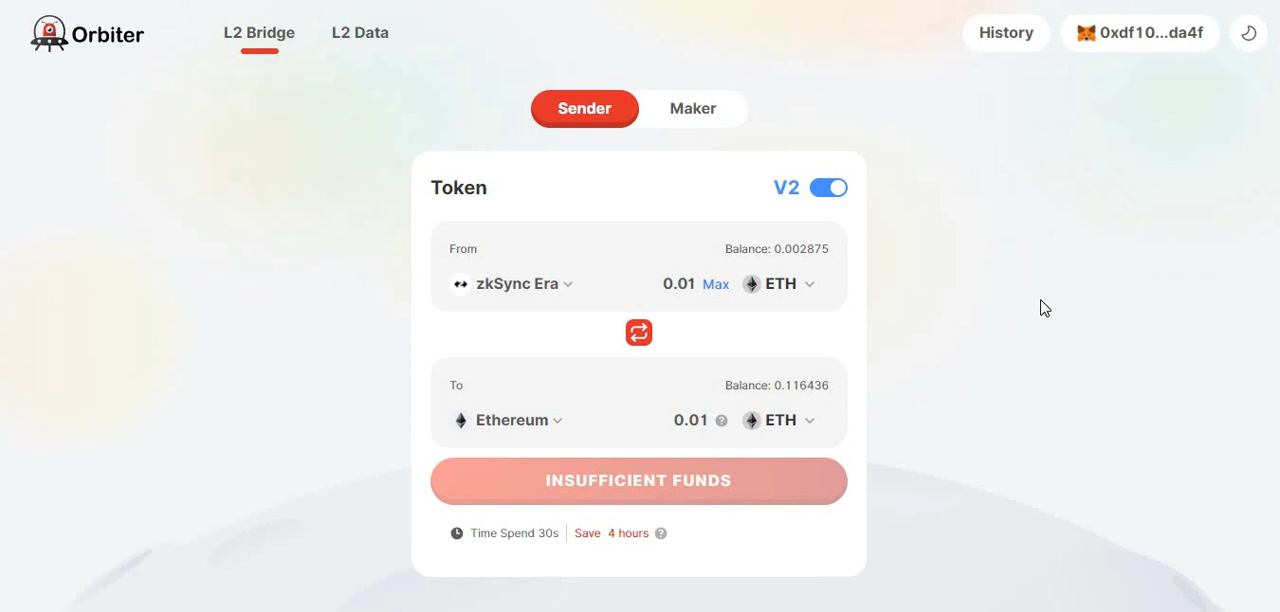 Orbiter
L2 Bridge
L2 Data
History
0xdf10...da4f
Sender
Maker
Token
V2
From
Balance: 0.002875
zkSync Era
0.01 Max
ETH
To
Balance: 0.116436
Ethereum
0.01
ETH
INSUFFICIENT FUNDS
Time Spend 30s
Save 4 hours